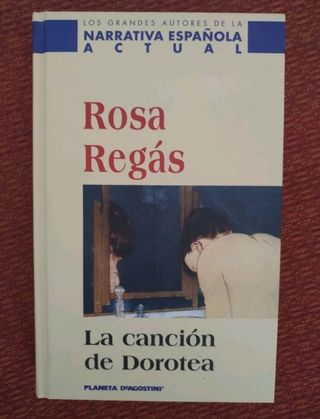 LOS GRANDES AUTORES DE LA
NARRATIVA ESPAÑOLA
ACTUAL
Rosa
Regás
La canción
de Dorotea
PLANETA DEAGOSTINI